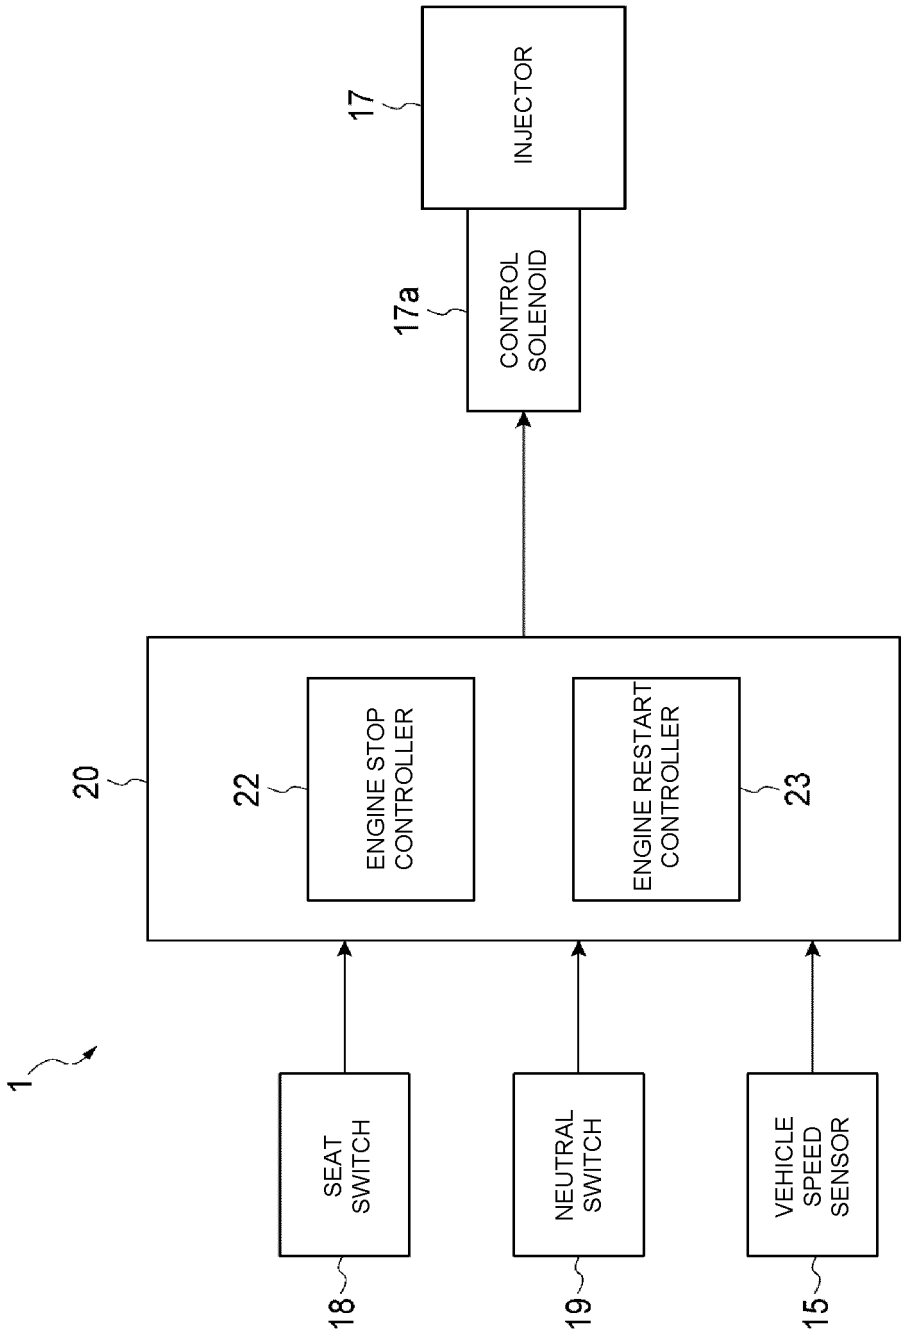 1
20
17
17a
INJECTOR
CONTROL
SOLENOID
22
ENGINE STOP
CONTROLLER
ENGINE RESTART
CONTROLLER
23
18
SEAT
SWITCH
19
NEUTRAL
SWITCH
15
VEHICLE
SPEED
SENSOR